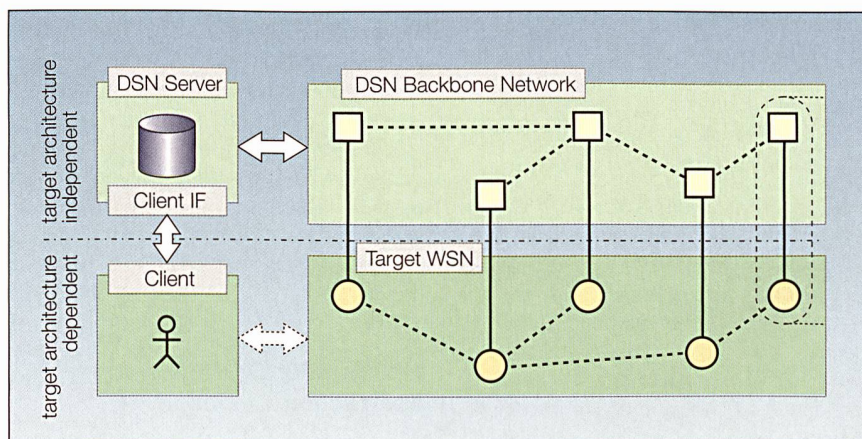 target architecture
independent
DSN Server
DSN Backbone Network
Client IF
target architecture
dependent
Client
Target WSN